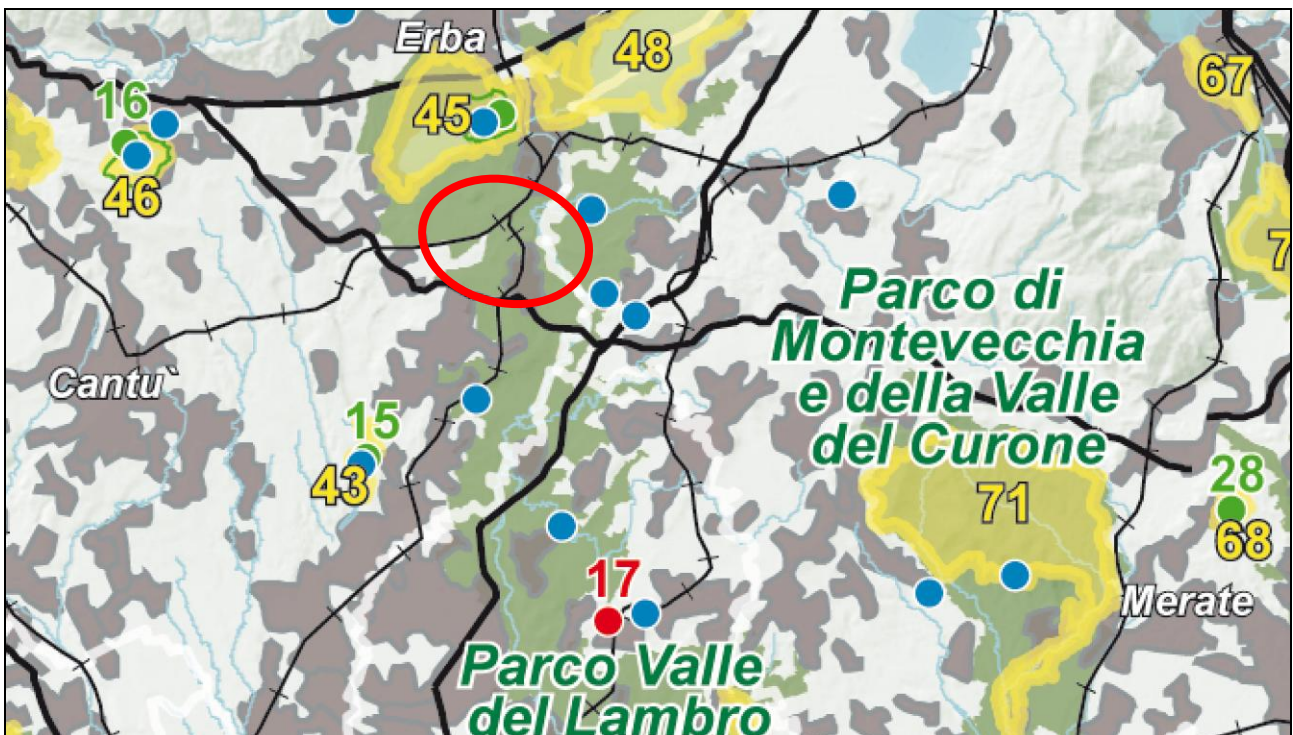 Erba
48
67
16
45
46
7
Parco di
Montevecchia
e della Valle
del Curone
Cantu`
15
43
71
28
68
17
Merate
Parco Valle
del Lambro